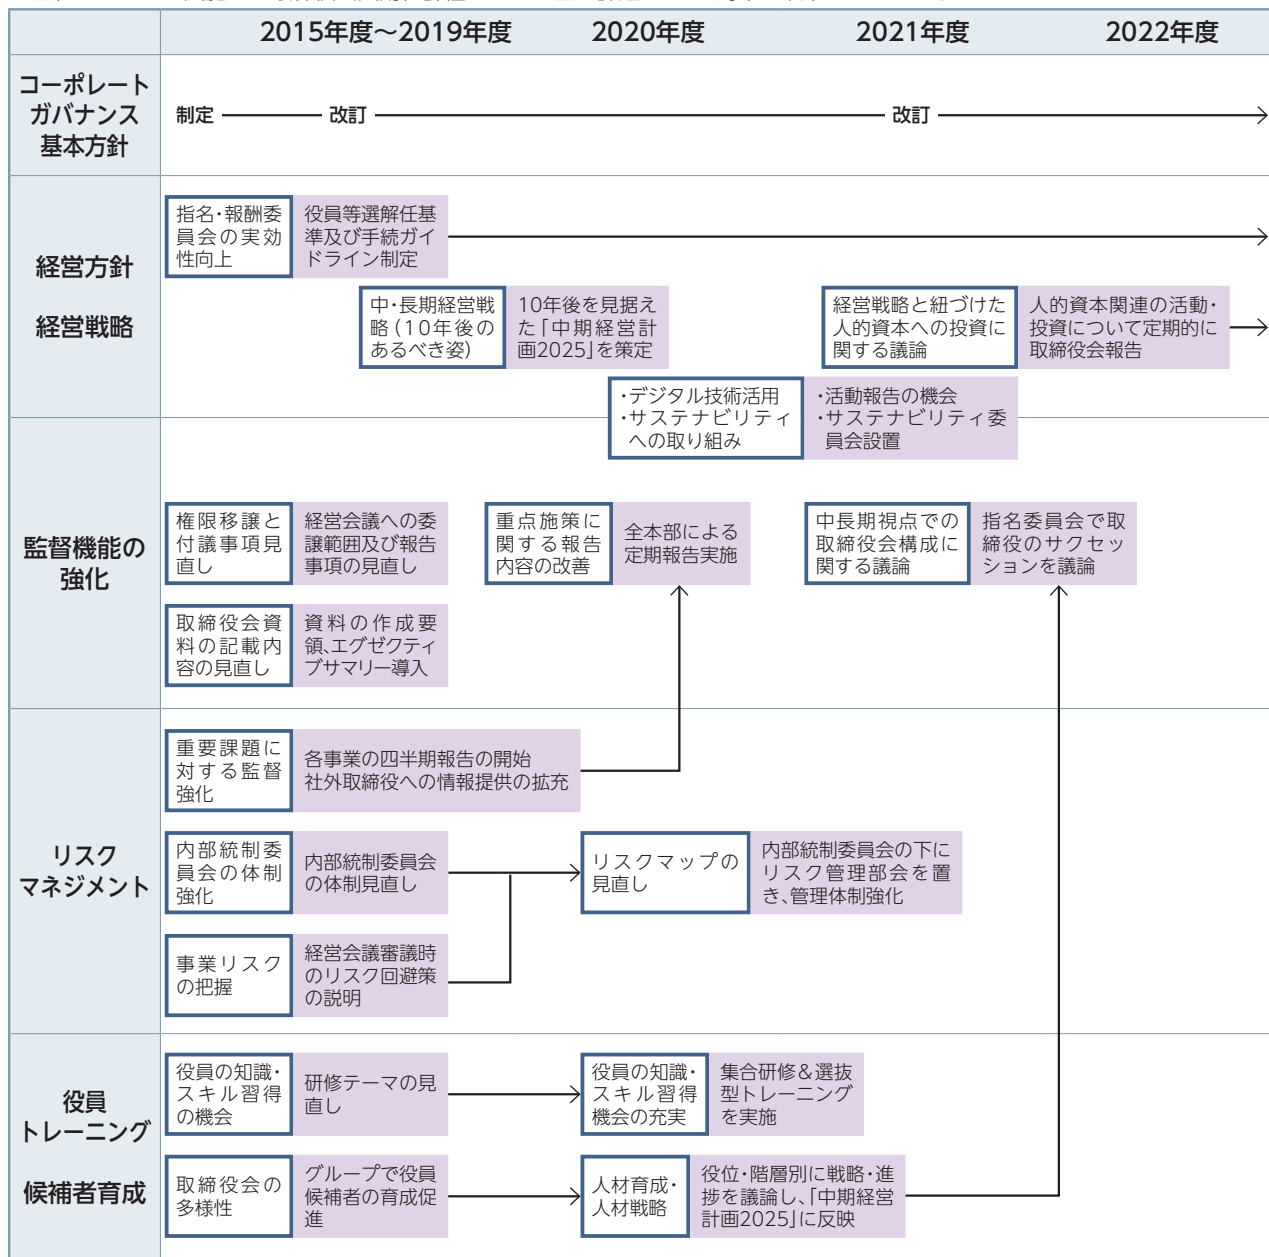 2015年度～2019年度
2020年度
2021年度
2022年度
コーポレート
ガバナンス
基本方針
制定
改訂
改訂
経営方針
経営戦略
指名・報酬委
員会の実効
性向上
役員等選解任基
準及び手続ガイ
ドライン制定
中・長期経営戦
略（10年後の
あるべき姿）
10年後を見据え
た「中期経営計
画2025」を策定
経営戦略と紐づけた
人的資本への投資に
関する議論
人的資本関連の活動・
投資について定期的に
取締役会報告
・デジタル技術活用
・サステナビリティ
への取り組み
・活動報告の機会
・サステナビリティ委
員会設置
監督機能の
強化
権限移譲と
付議事項見
直し
経営会議への委
譲範囲及び報告
事項の見直し
重点施策に
関する報告
内容の改善
全本部による
定期報告実施
中長期視点での
取締役会構成に
関する議論
指名委員会で取
締役のサクセッ
ションを議論
取締役会資
料の記載内
容の見直し
資料の作成要
領、エグゼクティ
ブサマリー導入
リスク
マネジメント
重要課題に
対する監督
強化
各事業の四半期報告の開始
社外取締役への情報提供の拡充
内部統制委
員会の体制
強化
内部統制委員会
の体制見直し
リスクマップの
見直し
内部統制委員会の下に
リスク管理部会を置
き、管理体制強化
事業リスク
の把握
経営会議審議時
のリスク回避策
の説明
役員
トレーニング
候補者育成
役員の知識・
スキル習得
の機会
研修テーマの見
直し
役員の知識・
スキル習得
機会の充実
集合研修＆選抜
型トレーニング
を実施
取締役会の
多様性
グループで役員
候補者の育成促
進
人材育成・
人材戦略
役位・階層別に戦略・進
捗を議論し、「中期経営
計画2025」に反映